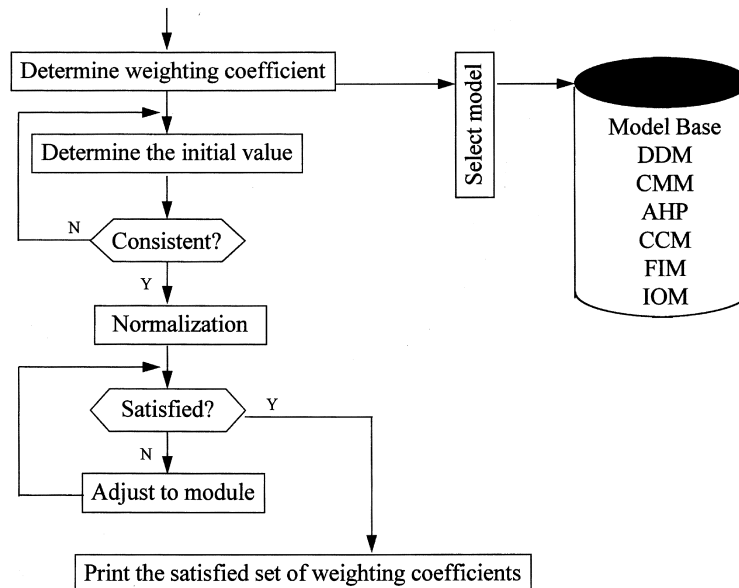 Determine weighting coefficient
Select model
Model Base
DDM
CMM
AHP
CCM
FIM
IOM
Determine the initial value
N
Consistent?
Y
Normalization
Satisfied?
Y
N
Adjust to module
Print the satisfied set of weighting coefficients